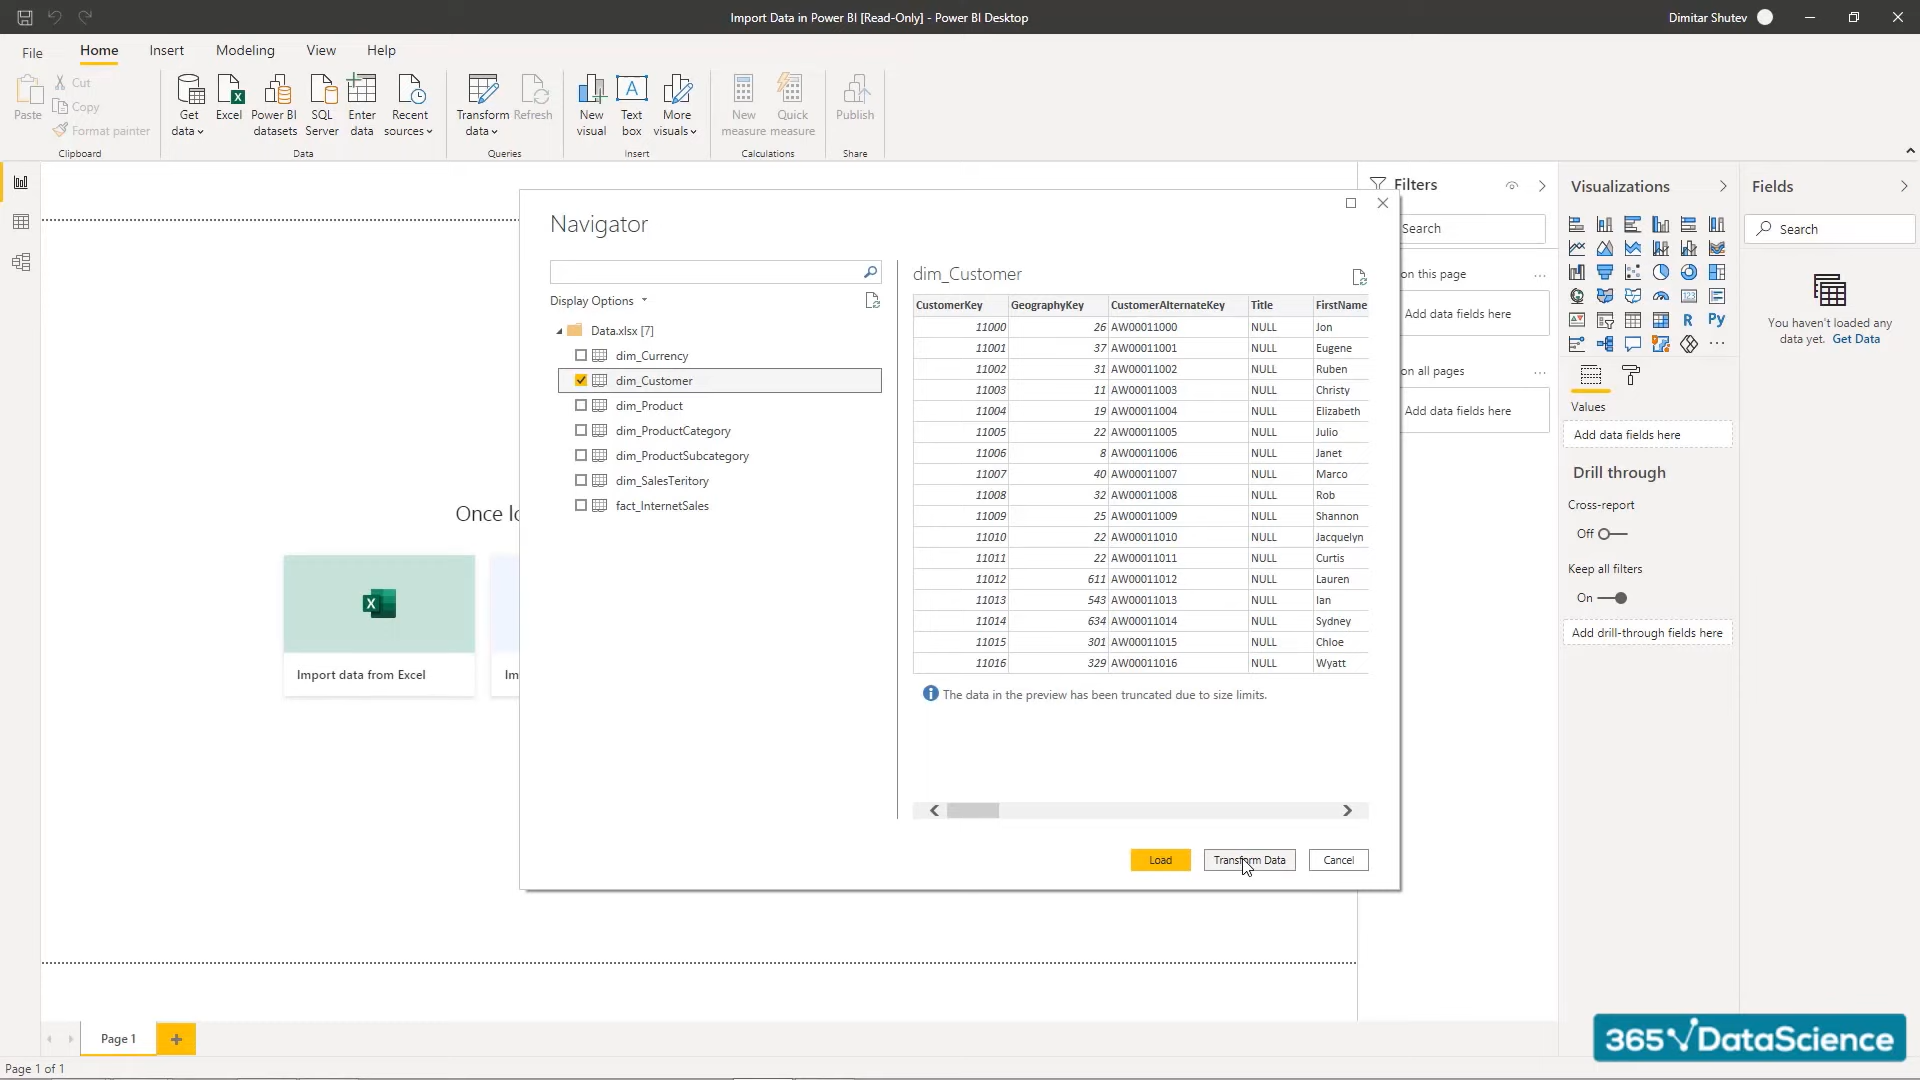 Import Data in Power BI [Read-Only] - Power BI Desktop
Dimitar Shutev
File
Home
Insert
Modeling
View
Help
Paste
Cut
Copy
Format painter
Clipboard
Get data
Excel
Power BI datasets
SQL Server
Enter data
Recent sources
Data
Transform data
Refresh
Queries
New visual
Text box
More visuals
Insert
New measure
Quick measure
Calculations
Publish
Share
Once lo
Import data from Excel
Im
Navigator
Display Options
Data.xlsx [7]
dim_Currency
dim_Customer
dim_Product
dim_ProductCategory
dim_ProductSubcategory
dim_SalesTeritory
fact_InternetSales
dim_Customer
CustomerKey GeographyKey CustomerAlternateKey Title FirstName
11000 26 AW00011000 NULL Jon
11001 37 AW00011001 NULL Eugene
11002 31 AW00011002 NULL Ruben
11003 11 AW00011003 NULL Christy
11004 19 AW00011004 NULL Elizabeth
11005 22 AW00011005 NULL Julio
11006 8 AW00011006 NULL Janet
11007 40 AW00011007 NULL Marco
11008 32 AW00011008 NULL Rob
11009 25 AW00011009 NULL Shannon
11010 22 AW00011010 NULL Jacquelyn
11011 22 AW00011011 NULL Curtis
11012 611 AW00011012 NULL Lauren
11013 543 AW00011013 NULL Ian
11014 634 AW00011014 NULL Sydney
11015 301 AW00011015 NULL Chloe
11016 329 AW00011016 NULL Wyatt
The data in the preview has been truncated due to size limits.
Load
Transform Data
Cancel
Filters
Search
on this page
Add data fields here
on all pages
Add data fields here
Visualizations
R
Py
Values
Add data fields here
Drill through
Cross-report
Off
Keep all filters
On
Add drill-through fields here
Fields
Search
You haven't loaded any
data yet. Get Data
Page 1
Page 1 of 1
365 DataScience